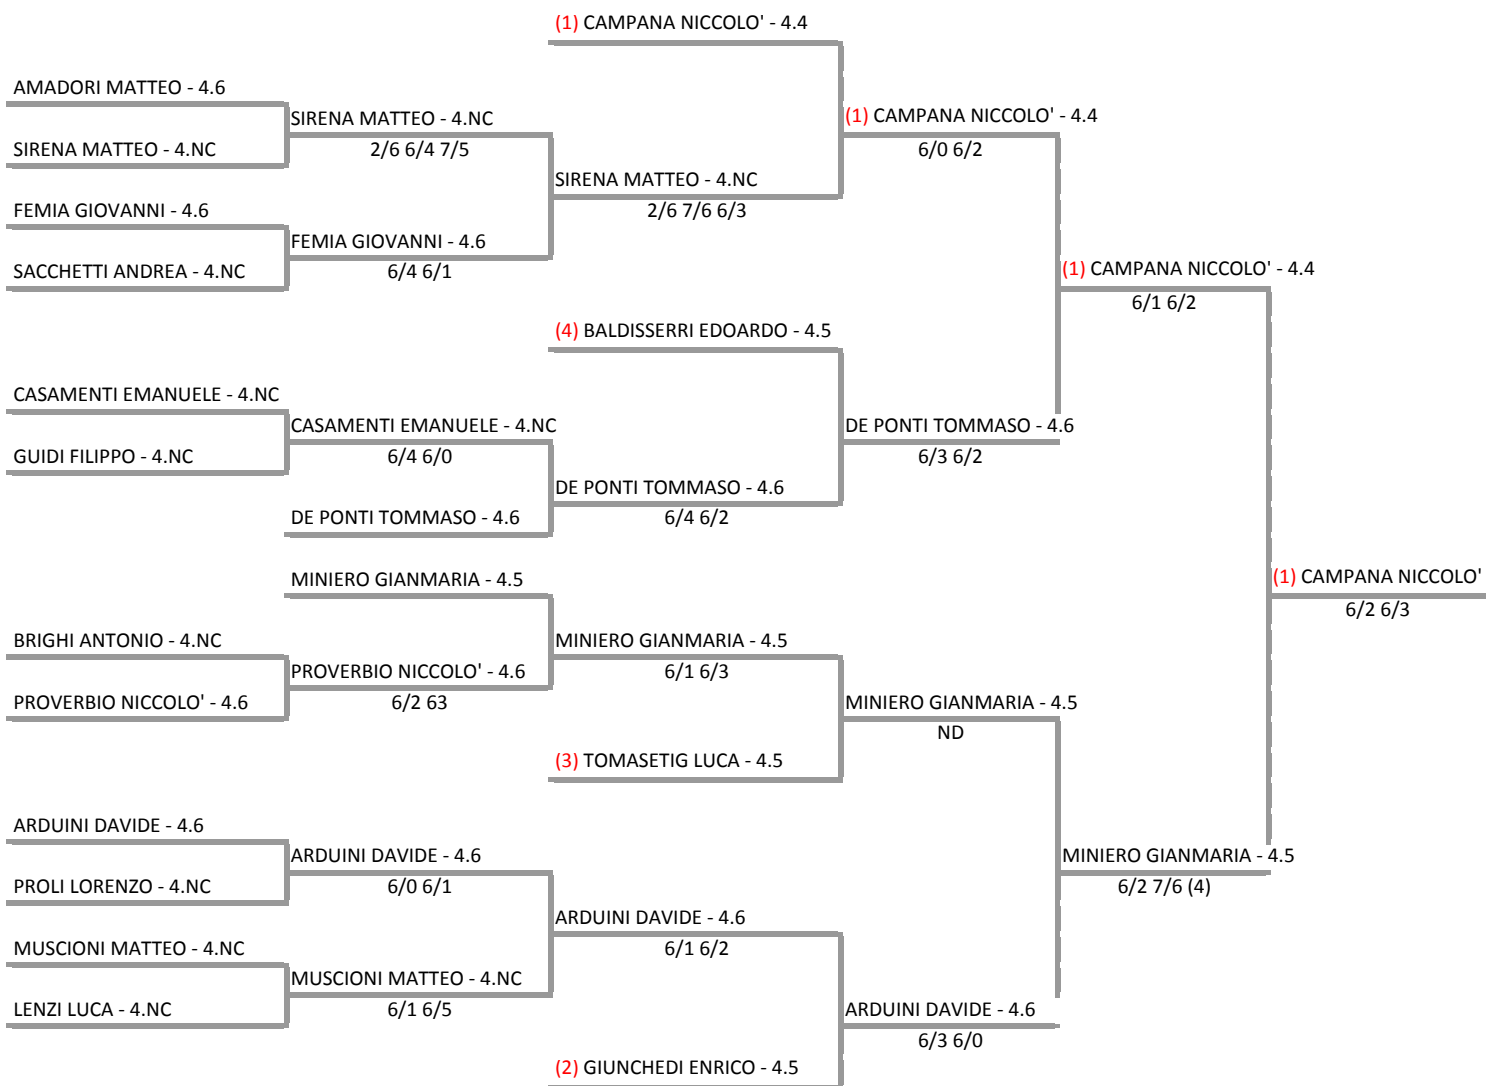 (1) CAMPANA NICCOLO' - 4.4
AMADORI MATTEO - 4.6
SIRENA MATTEO - 4.NC
2/6 6/4 7/5
SIRENA MATTEO - 4.NC
(1) CAMPANA NICCOLO' - 4.4
6/0 6/2
SIRENA MATTEO - 4.NC
2/6 7/6 6/3
FEMIA GIOVANNI - 4.6
FEMIA GIOVANNI - 4.6
6/4 6/1
SACCHETTI ANDREA - 4.NC
(1) CAMPANA NICCOLO' - 4.4
6/1 6/2
(4) BALDISSERRI EDOARDO - 4.5
CASAMENTI EMANUELE - 4.NC
CASAMENTI EMANUELE - 4.NC
6/4 6/0
GUIDI FILIPPO - 4.NC
DE PONTI TOMMASO - 4.6
6/3 6/2
DE PONTI TOMMASO - 4.6
6/4 6/2
DE PONTI TOMMASO - 4.6
MINIERO GIANMARIA - 4.5
(1) CAMPANA NICCOLO'
6/2 6/3
BRIGHI ANTONIO - 4.NC
MINIERO GIANMARIA - 4.5
6/1 6/3
PROVERBIO NICCOLO' - 4.6
6/2 63
PROVERBIO NICCOLO' - 4.6
MINIERO GIANMARIA - 4.5
ND
(3) TOMASETIG LUCA - 4.5
ARDUINI DAVIDE - 4.6
ARDUINI DAVIDE - 4.6
6/0 6/1
PROLI LORENZO - 4.NC
MINIERO GIANMARIA - 4.5
6/2 7/6 (4)
ARDUINI DAVIDE - 4.6
6/1 6/2
MUSCIONI MATTEO - 4.NC
MUSCIONI MATTEO - 4.NC
6/1 6/5
LENZI LUCA - 4.NC
ARDUINI DAVIDE - 4.6
6/3 6/0
(2) GIUNCHEDI ENRICO - 4.5